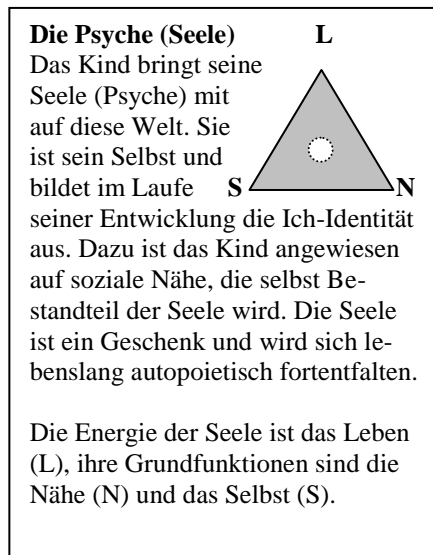 Die Psyche (Seele) L
Das Kind bringt seine
Seele (Psyche) mit
auf diese Welt. Sie
ist sein Selbst und
bildet im Laufe S N
seiner Entwicklung die Ich-Identität
aus. Dazu ist das Kind angewiesen
auf soziale Nähe, die selbst Be-
standteil der Seele wird. Die Seele
ist ein Geschenk und wird sich le-
benslang autopoietisch fortentfalten.

Die Energie der Seele ist das Leben
(L), ihre Grundfunktionen sind die
Nähe (N) und das Selbst (S).